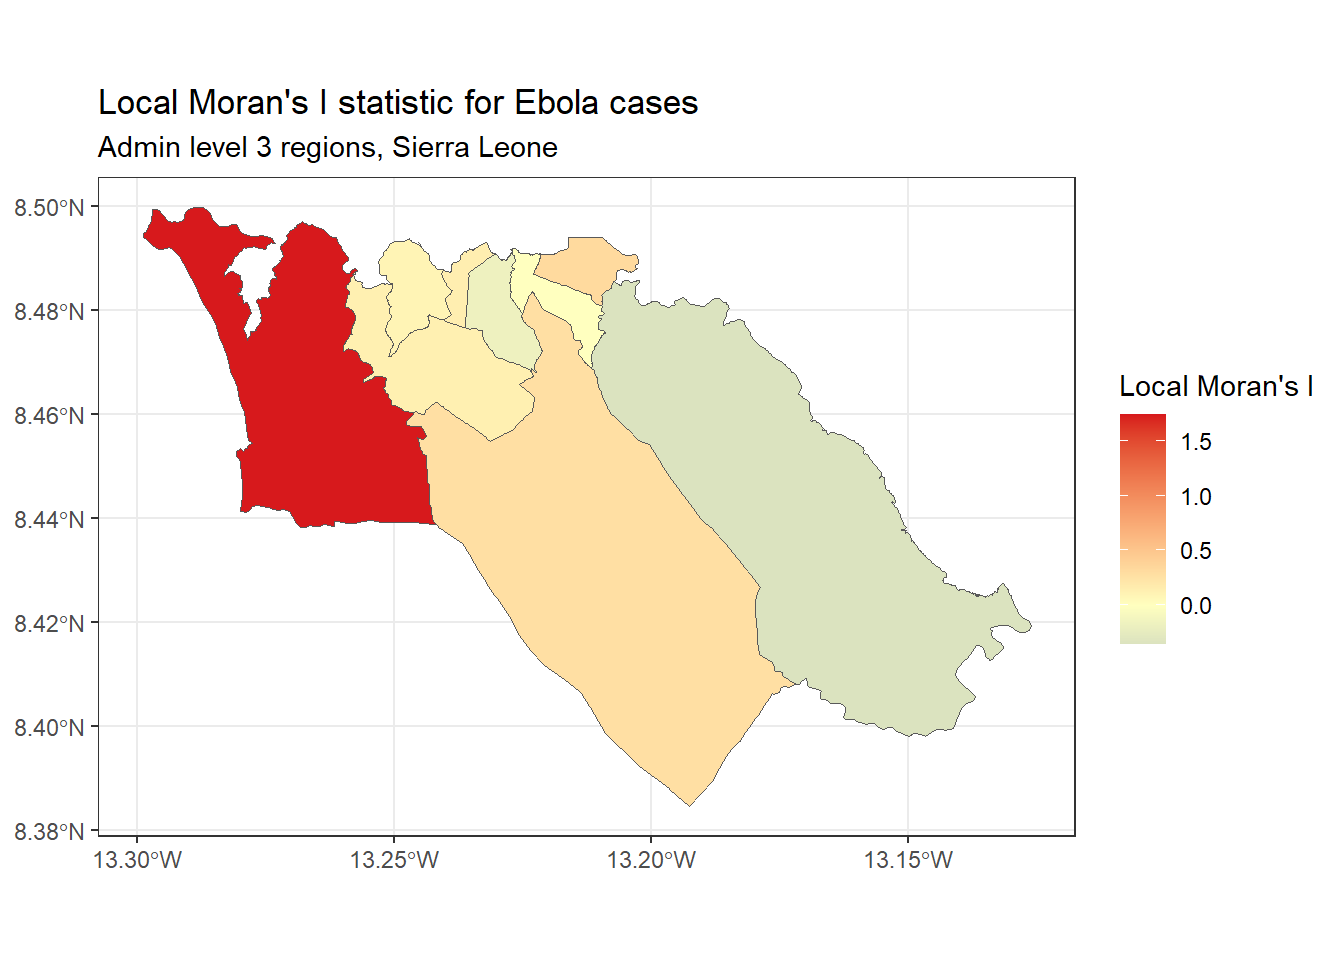 Local Moran's I statistic for Ebola cases
Admin level 3 regions, Sierra Leone
8.50°N
8.48°N
8.46°N
8.44°N
8.42°N
8.40°N
8.38°N
13.30°W
13.25°W
13.20°W
13.15°W
Local Moran's I
1.5
1.0
0.5
0.0